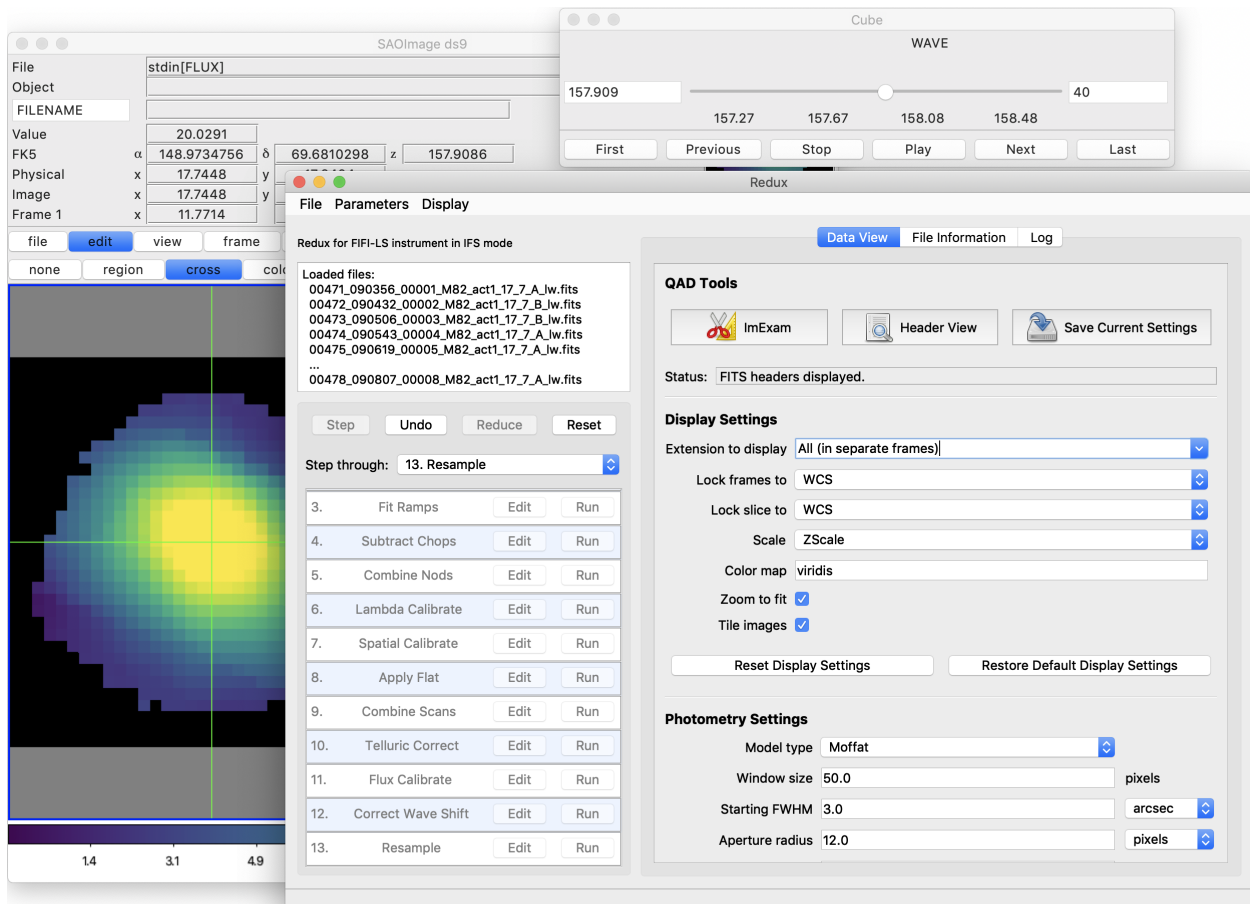 SAOImage ds9
File stdin[FLUX]
Object
FILENAME
Value 20.0291
FK5 α 148.9734756 δ 69.6810298 z 157.9086
Physical x 17.7448 y
Image x 17.7448 y
Frame 1 x 11.7714
file edit view frame
none region cross
1.4 3.1 4.9
Cube
WAVE
157.909 40
157.27 157.67 158.08 158.48
First Previous Stop Play Next Last
Redux
File Parameters Display
Redux for FIFI-LS instrument in IFS mode
Loaded files:
00471_090356_00001_M82_act1_17_7_A_lw.fits
00472_090432_00002_M82_act1_17_7_B_lw.fits
00473_090506_00003_M82_act1_17_7_B_lw.fits
00474_090543_00004_M82_act1_17_7_A_lw.fits
00475_090619_00005_M82_act1_17_7_A_lw.fits
...
00478_090807_00008_M82_act1_17_7_A_lw.fits
Step Undo Reduce Reset
Step through: 13. Resample
3. Fit Ramps Edit Run
4. Subtract Chops Edit Run
5. Combine Nods Edit Run
6. Lambda Calibrate Edit Run
7. Spatial Calibrate Edit Run
8. Apply Flat Edit Run
9. Combine Scans Edit Run
10. Telluric Correct Edit Run
11. Flux Calibrate Edit Run
12. Correct Wave Shift Edit Run
13. Resample Edit Run
Data View File Information Log
QAD Tools
ImExam Header View Save Current Settings
Status: FITS headers displayed.
Display Settings
Extension to display All (in separate frames)
Lock frames to WCS
Lock slice to WCS
Scale ZScale
Color map viridis
Zoom to fit
Tile images
Reset Display Settings Restore Default Display Settings
Photometry Settings
Model type Moffat
Window size 50.0 pixels
Starting FWHM 3.0 arcsec
Aperture radius 12.0 pixels